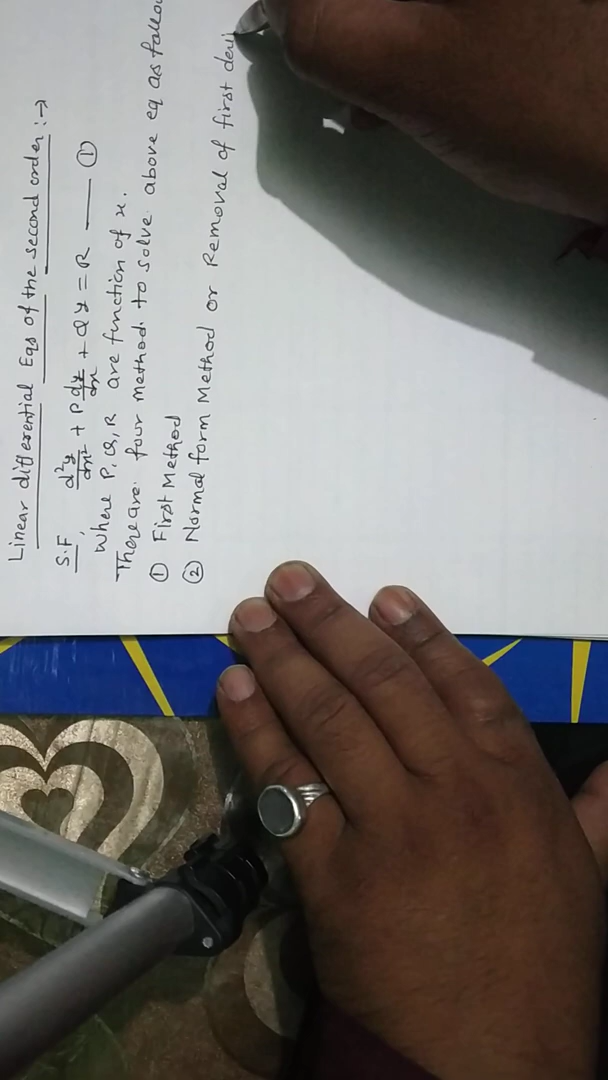 Linear differential Eqs of the second order:→
S.F, d²y/dx² + P dy/dx + Qy = R —— ①
where P, Q, R are function of x.
There are four method to solve above eq as follow
① First Method
② Normal form Method or Removal of first deri